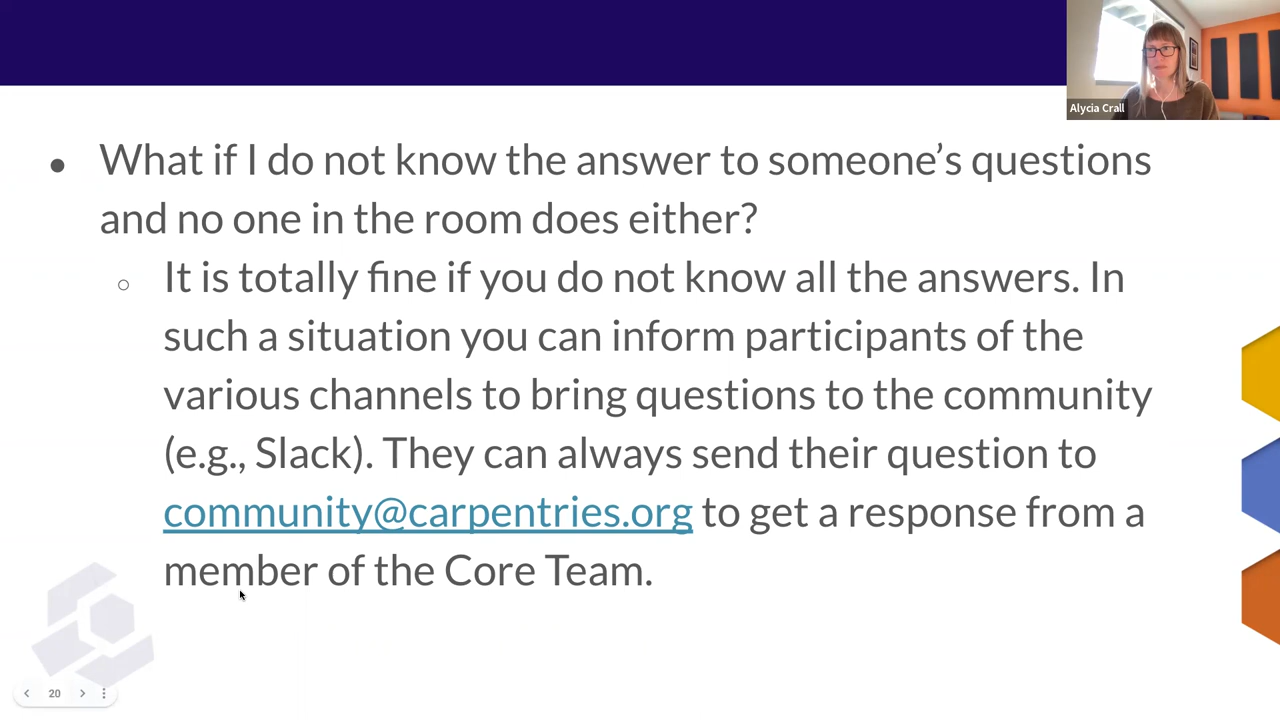 Alycia Crall
● What if I do not know the answer to someone’s questions
and no one in the room does either?
○ It is totally fine if you do not know all the answers. In
such a situation you can inform participants of the
various channels to bring questions to the community
(e.g., Slack). They can always send their question to
community@carpentries.org to get a response from a
member of the Core Team.
20